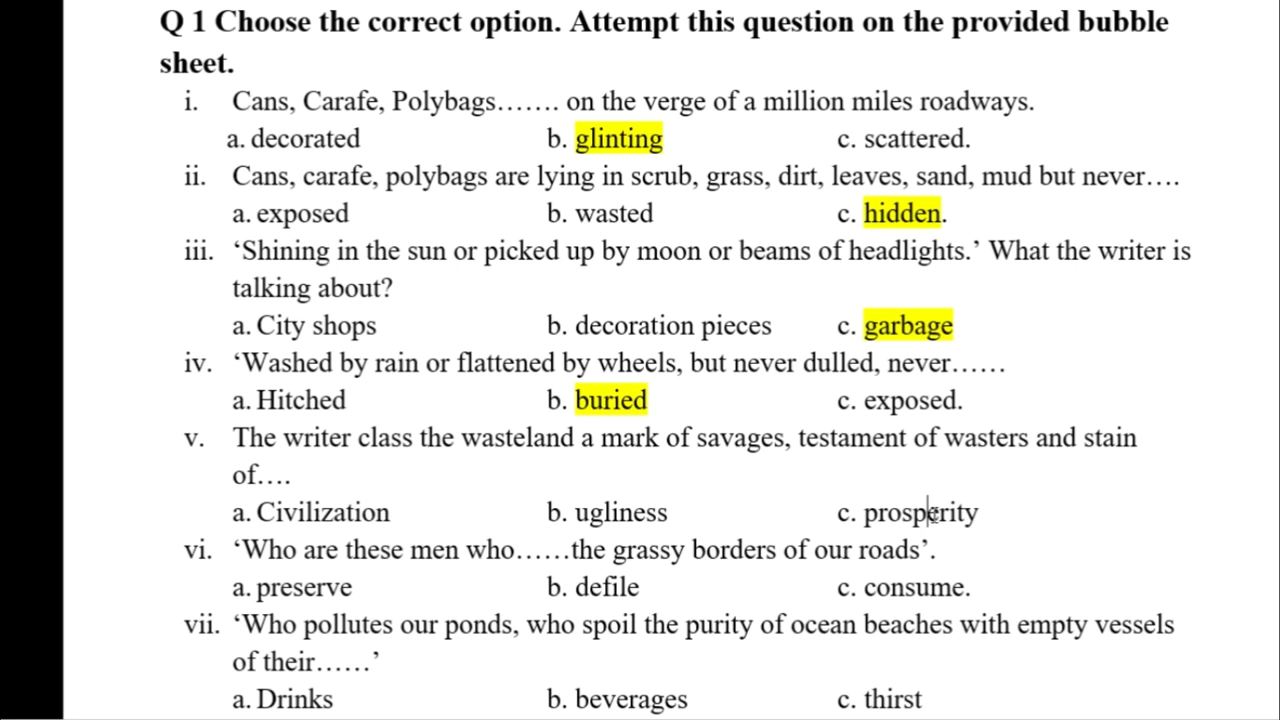 Q 1 Choose the correct option. Attempt this question on the provided bubble
sheet.
i. Cans, Carafe, Polybags……. on the verge of a million miles roadways.
a. decorated b. glinting c. scattered.
ii. Cans, carafe, polybags are lying in scrub, grass, dirt, leaves, sand, mud but never….
a. exposed b. wasted c. hidden.
iii. ‘Shining in the sun or picked up by moon or beams of headlights.’ What the writer is
talking about?
a. City shops b. decoration pieces c. garbage
iv. ‘Washed by rain or flattened by wheels, but never dulled, never……
a. Hitched b. buried c. exposed.
v. The writer class the wasteland a mark of savages, testament of wasters and stain
of….
a. Civilization b. ugliness c. prosperity
vi. ‘Who are these men who……the grassy borders of our roads’.
a. preserve b. defile c. consume.
vii. ‘Who pollutes our ponds, who spoil the purity of ocean beaches with empty vessels
of their……’
a. Drinks b. beverages c. thirst